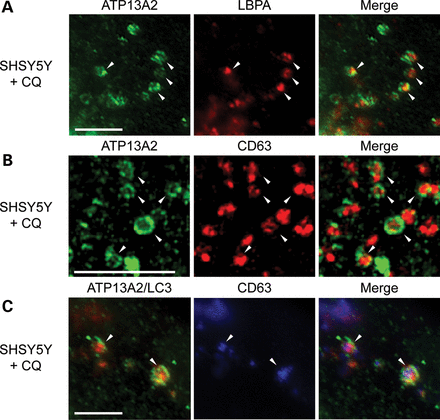 A ATP13A2 LBPA Merge
SHSY5Y
+ CQ
B ATP13A2 CD63 Merge
SHSY5Y
+ CQ
C ATP13A2/LC3 CD63 Merge
SHSY5Y
+ CQ